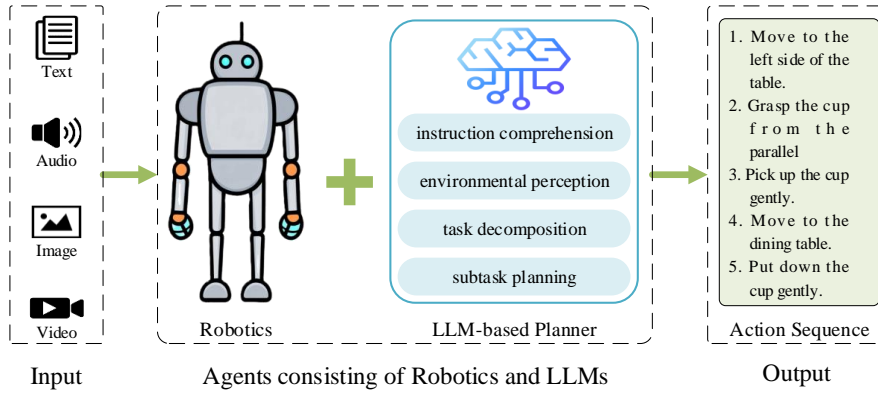 Text
Audio
Image
Video
Input
Robotics
instruction comprehension
environmental perception
task decomposition
subtask planning
LLM-based Planner
Agents consisting of Robotics and LLMs
1. Move to the
left side of the
table.
2. Grasp the cup
from the
parallel
3. Pick up the cup
gently.
4. Move to the
dining table.
5. Put down the
cup gently.
Action Sequence
Output